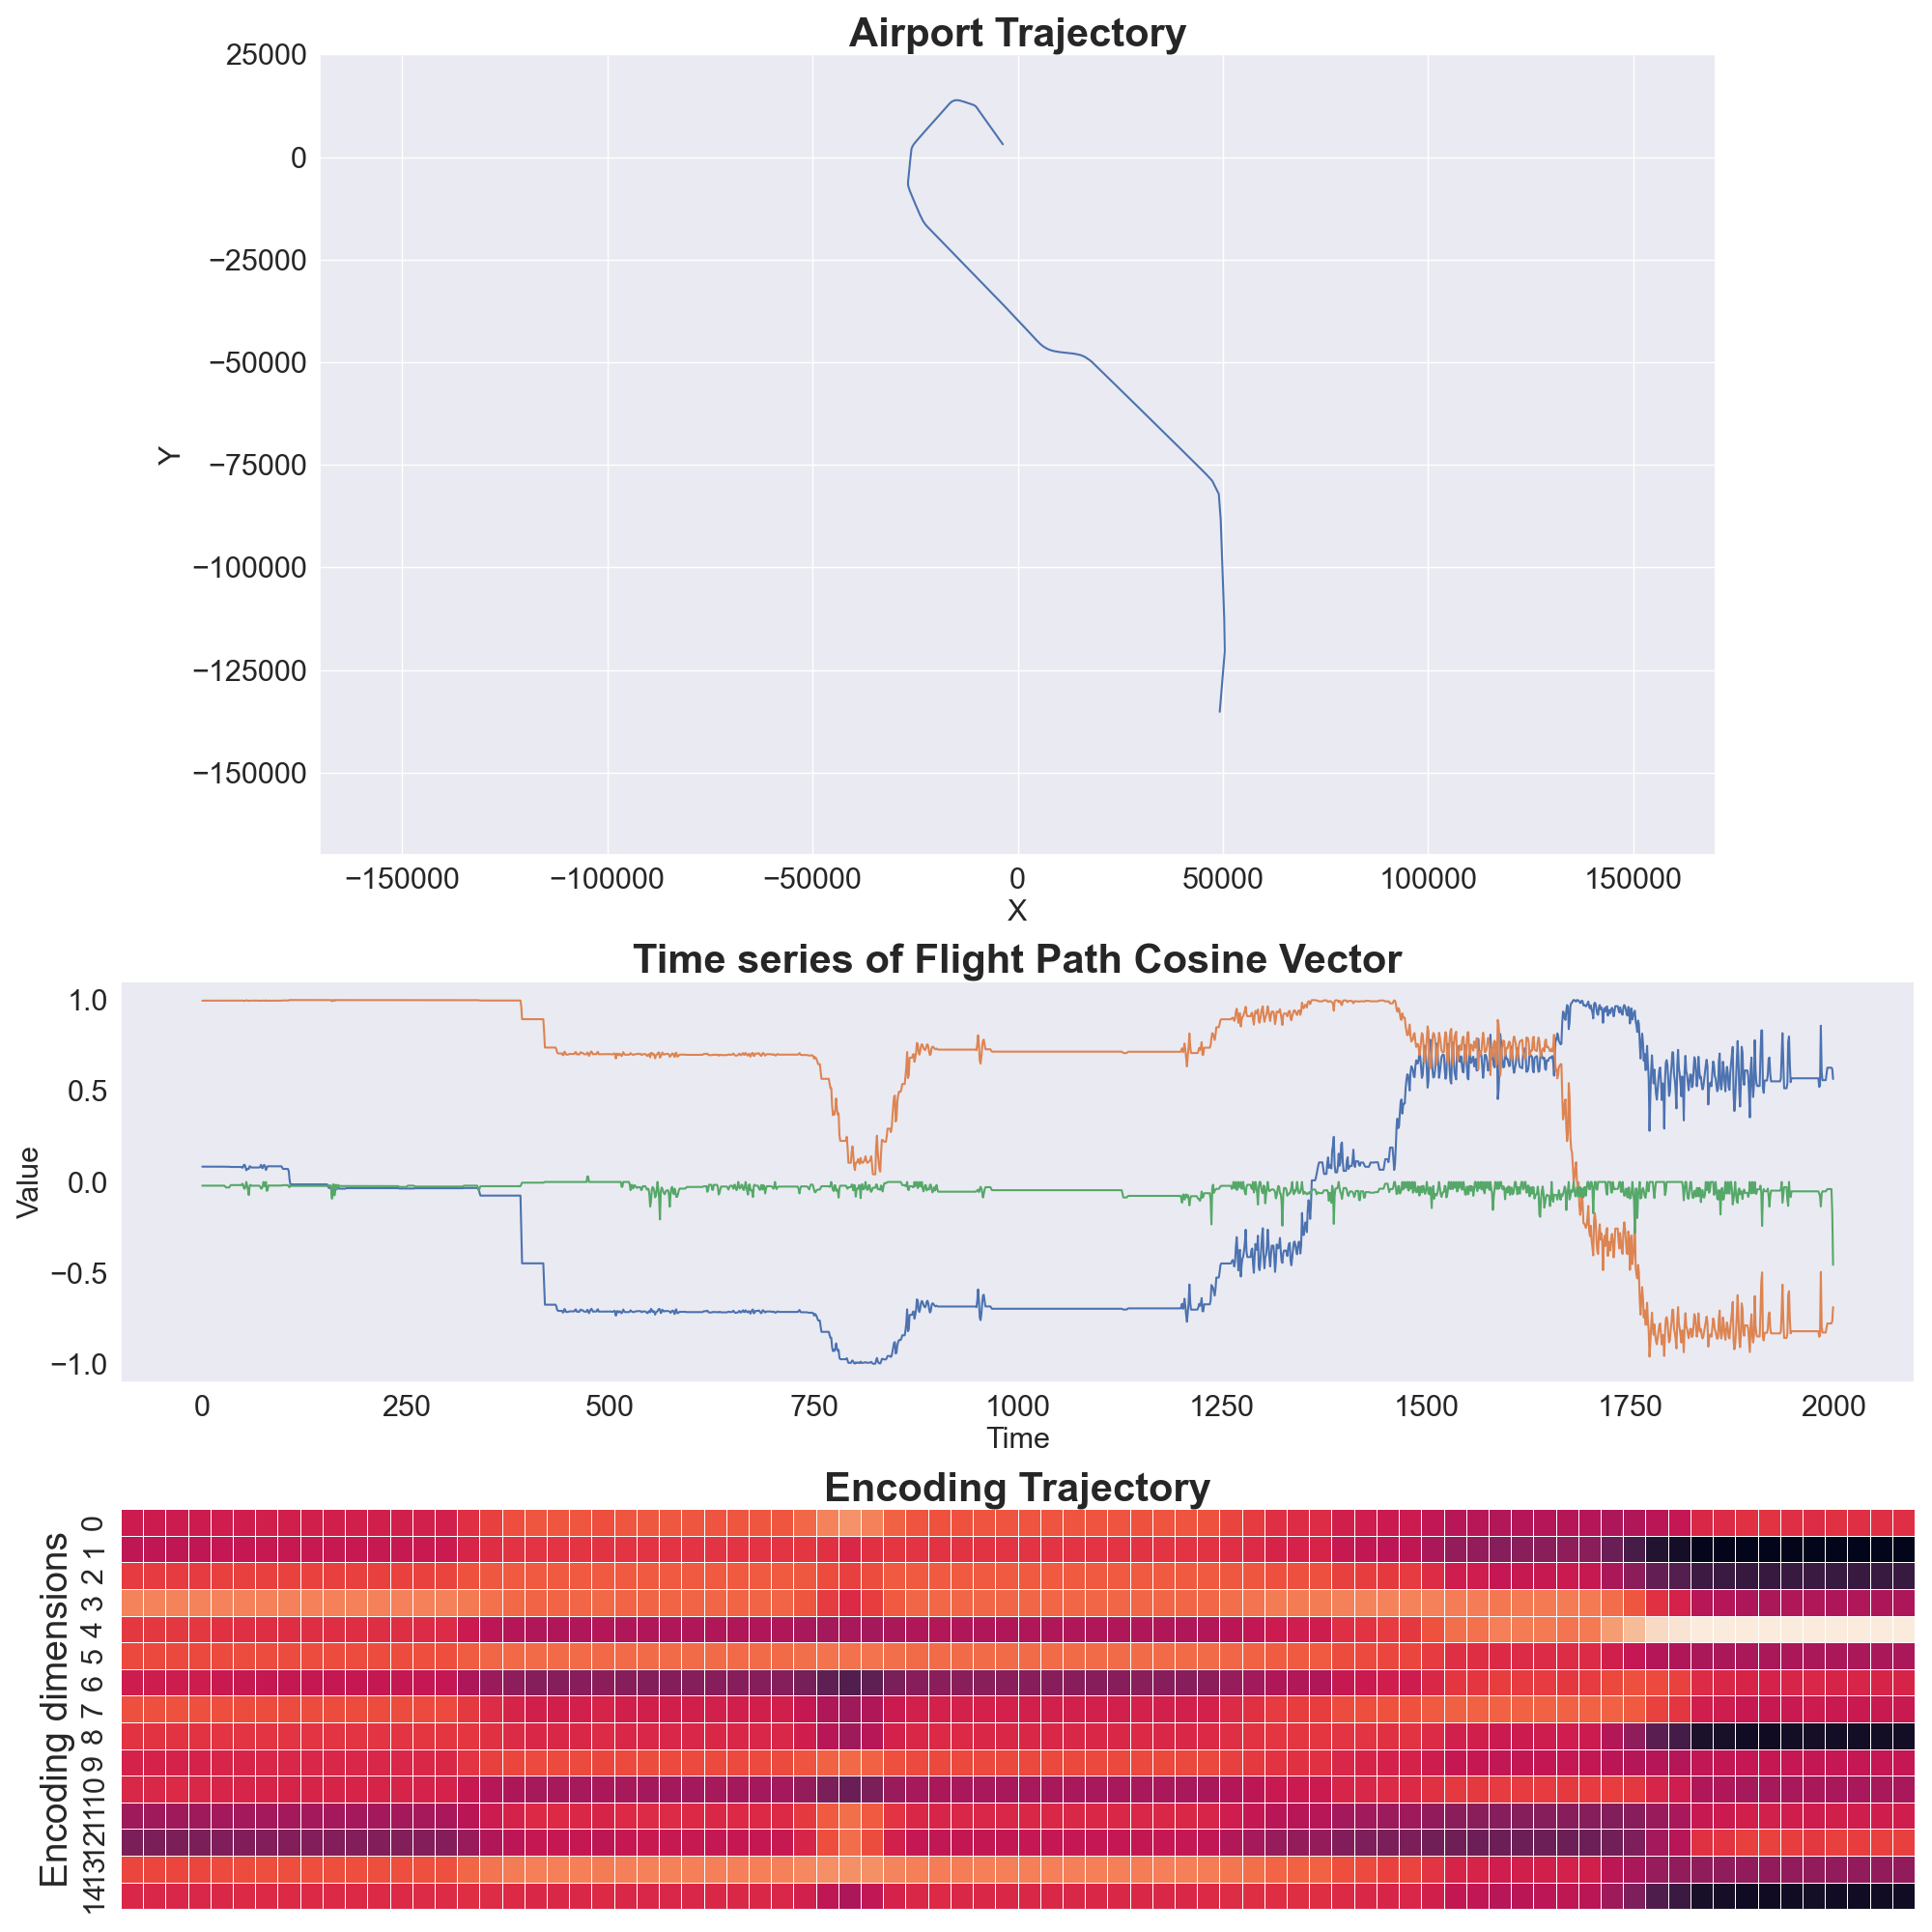 Airport Trajectory
25000
0
−25000
−50000
−75000
−100000
−125000
−150000
Y
−150000 −100000 −50000 0 50000 100000 150000
X
Time series of Flight Path Cosine Vector
1.0
0.5
0.0
−0.5
−1.0
Value
0 250 500 750 1000 1250 1500 1750 2000
Time
Encoding Trajectory
Encoding dimensions
0
1
2
3
4
5
6
7
8
9
10
11
12
13
14